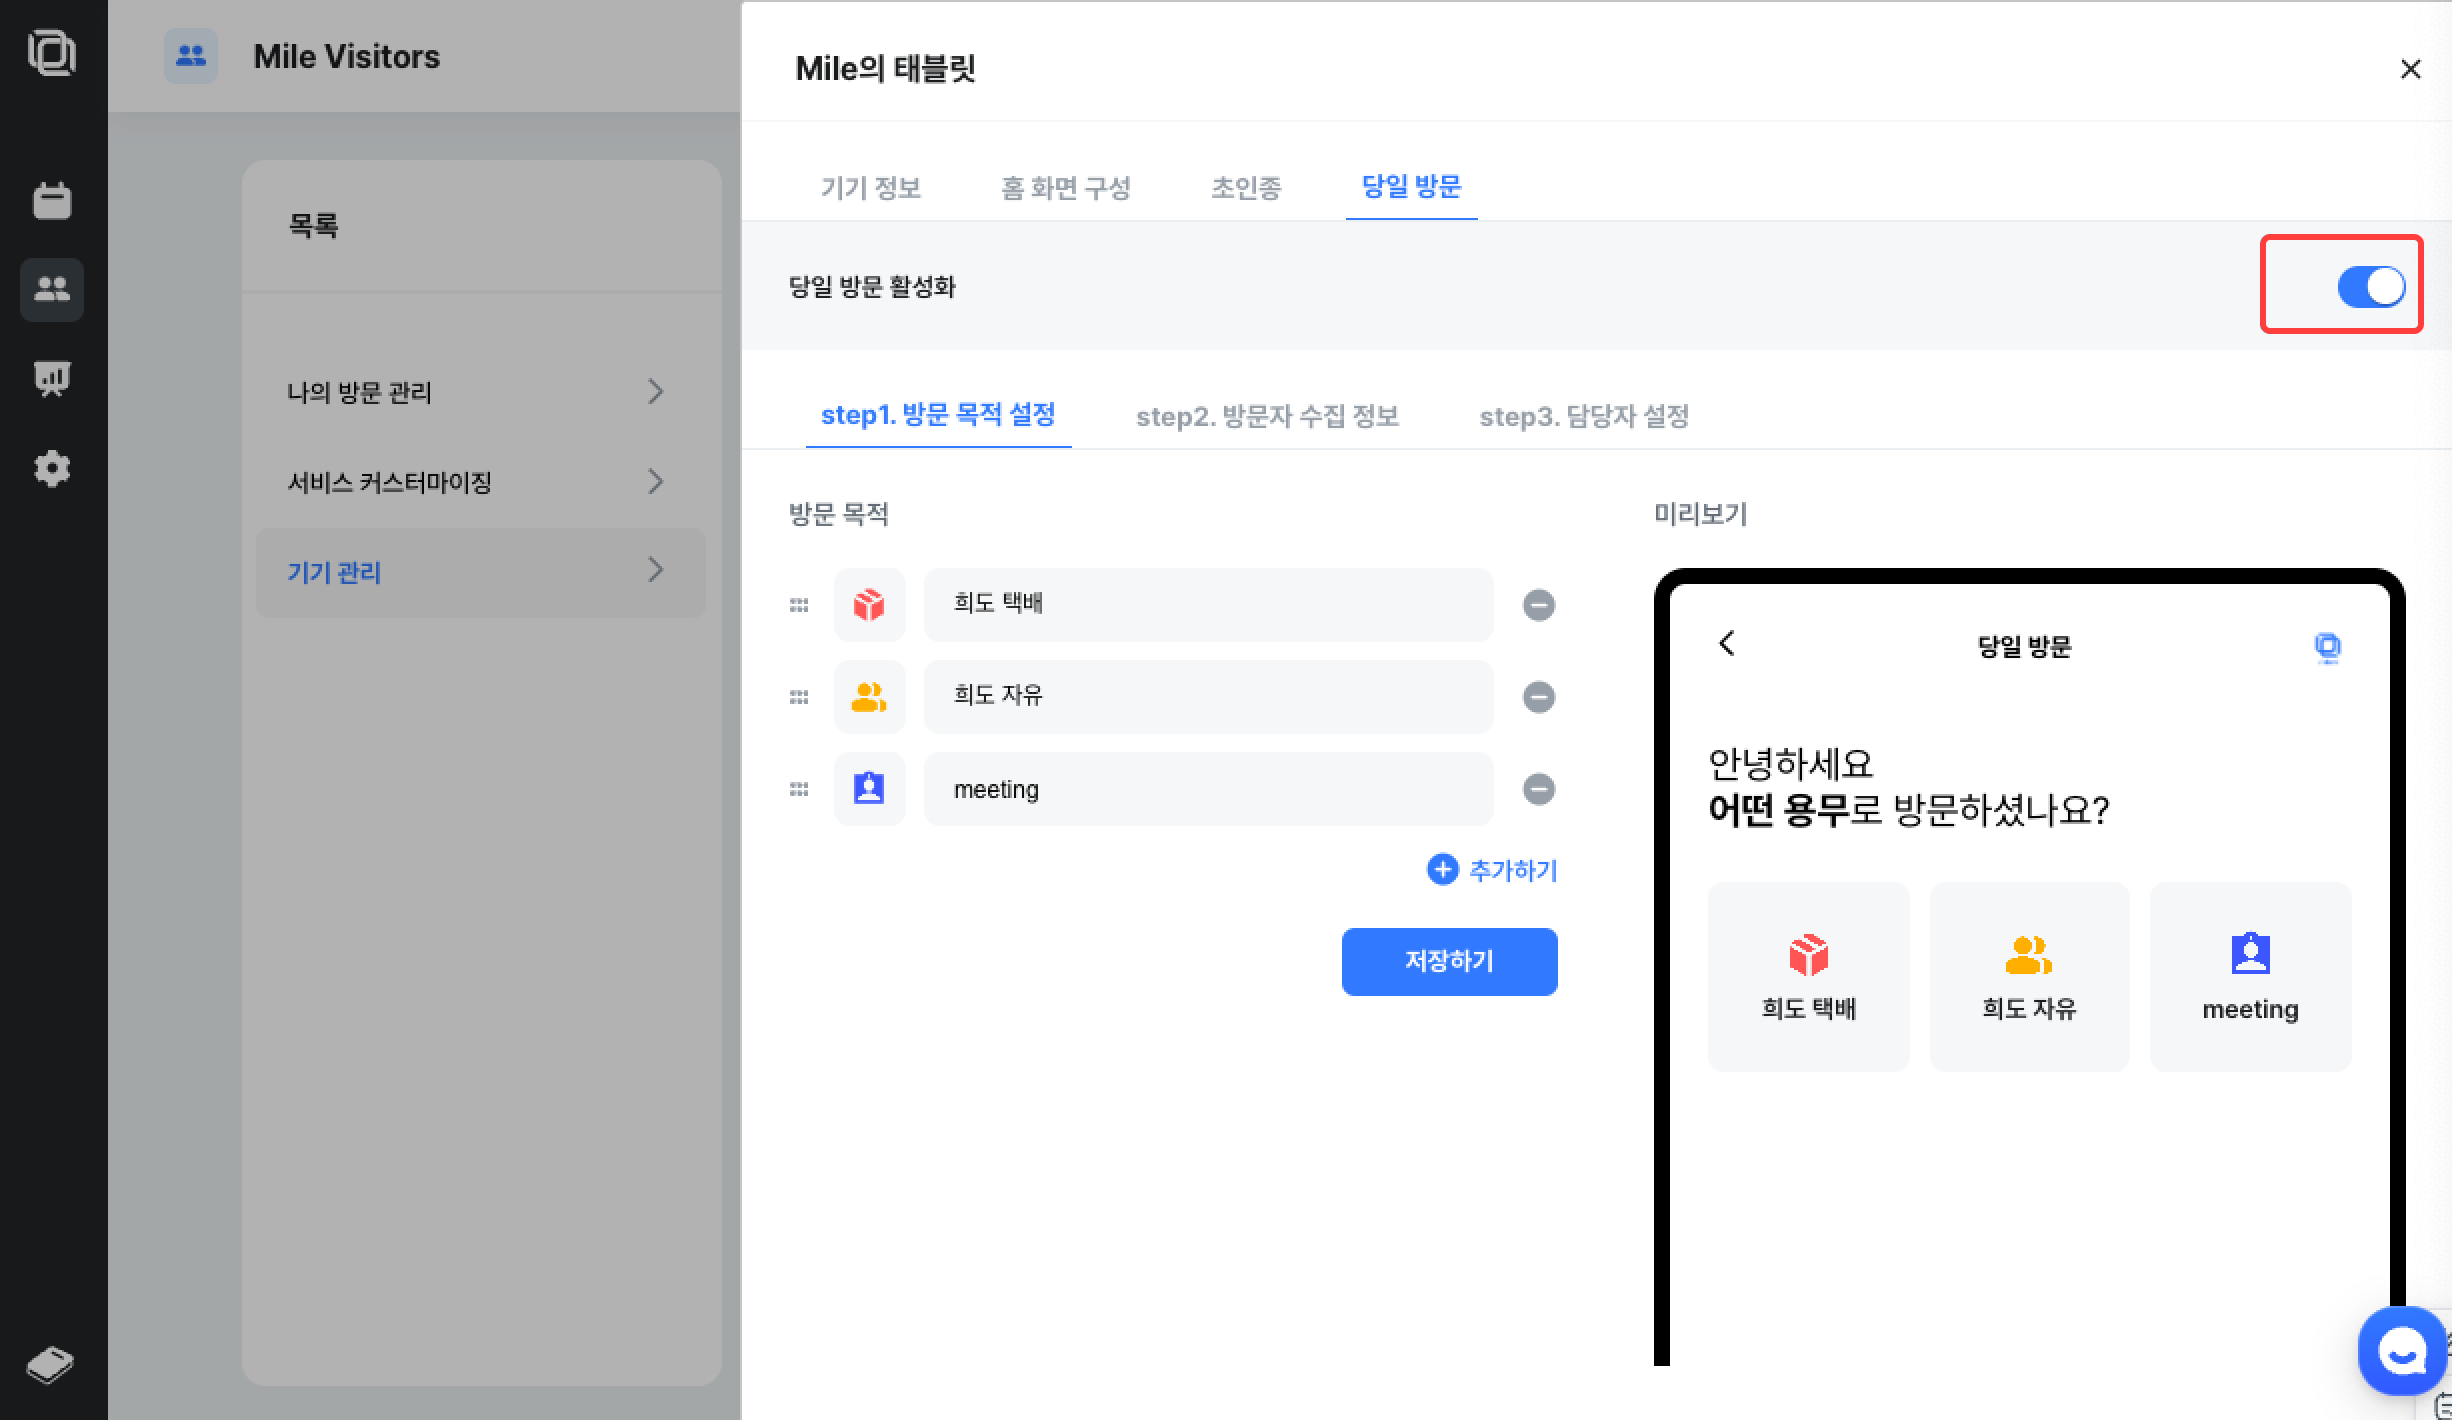 Mile Visitors
목록
나의 방문 관리
서비스 커스터마이징
기기 관리
Mile의 태블릿
기기 정보
홈 화면 구성
초인종
당일 방문
당일 방문 활성화
step1. 방문 목적 설정
step2. 방문자 수집 정보
step3. 담당자 설정
방문 목적
희도 택배
희도 자유
meeting
추가하기
저장하기
미리보기
당일 방문
안녕하세요
어떤 용무로 방문하셨나요?
희도 택배
희도 자유
meeting